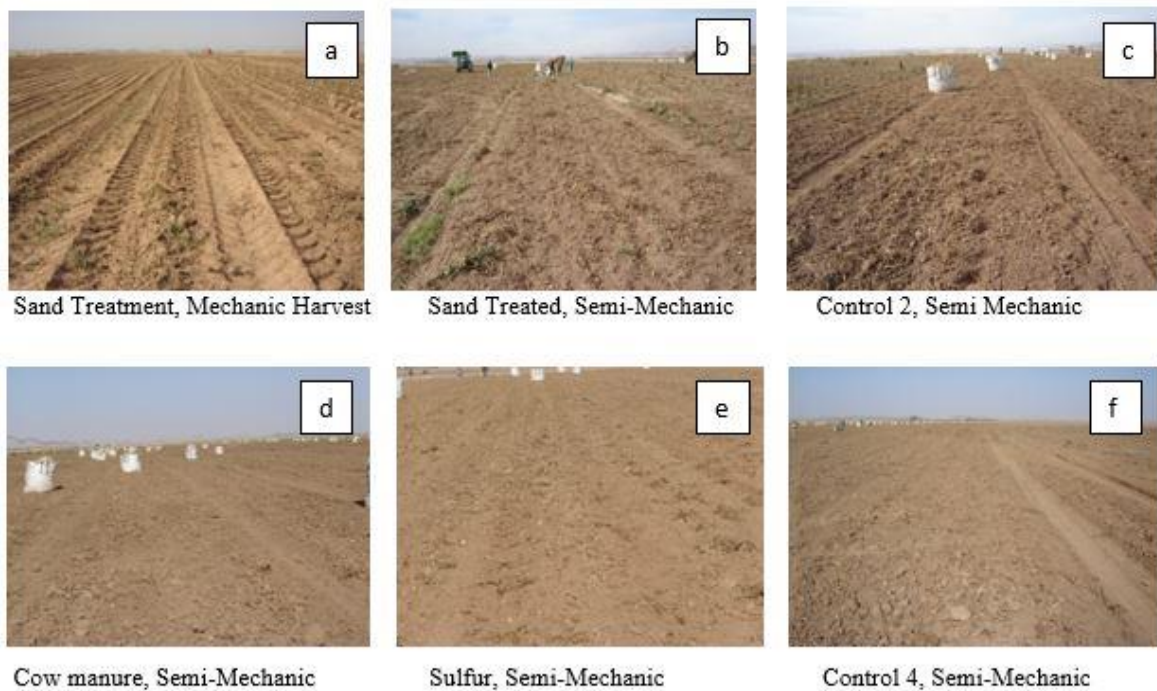 a
b
c
Sand Treatment, Mechanic Harvest
Sand Treated, Semi-Mechanic
Control 2, Semi Mechanic
d
e
f
Cow manure, Semi-Mechanic
Sulfur, Semi-Mechanic
Control 4, Semi-Mechanic